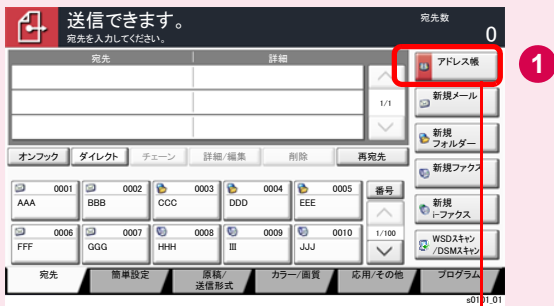 送信できます。
宛先を入力してください。
宛先数
0
宛先 詳細
1/1
アドレス帳
1
新規メール
新規
フォルダー
新規ファクス
新規
i-ファクス
WSDスキャン
/DSMスキャン
オンフック ダイレクト チェーン 詳細/編集 削除 再宛先
0001 0002 0003 0004 0005 番号
AAA BBB CCC DDD EEE
0006 0007 0008 0009 0010 1/100
FFF GGG HHH III JJJ
宛先 簡単設定 原稿/
送信形式 カラー/画質 応用/その他 プログラム
s0101_01